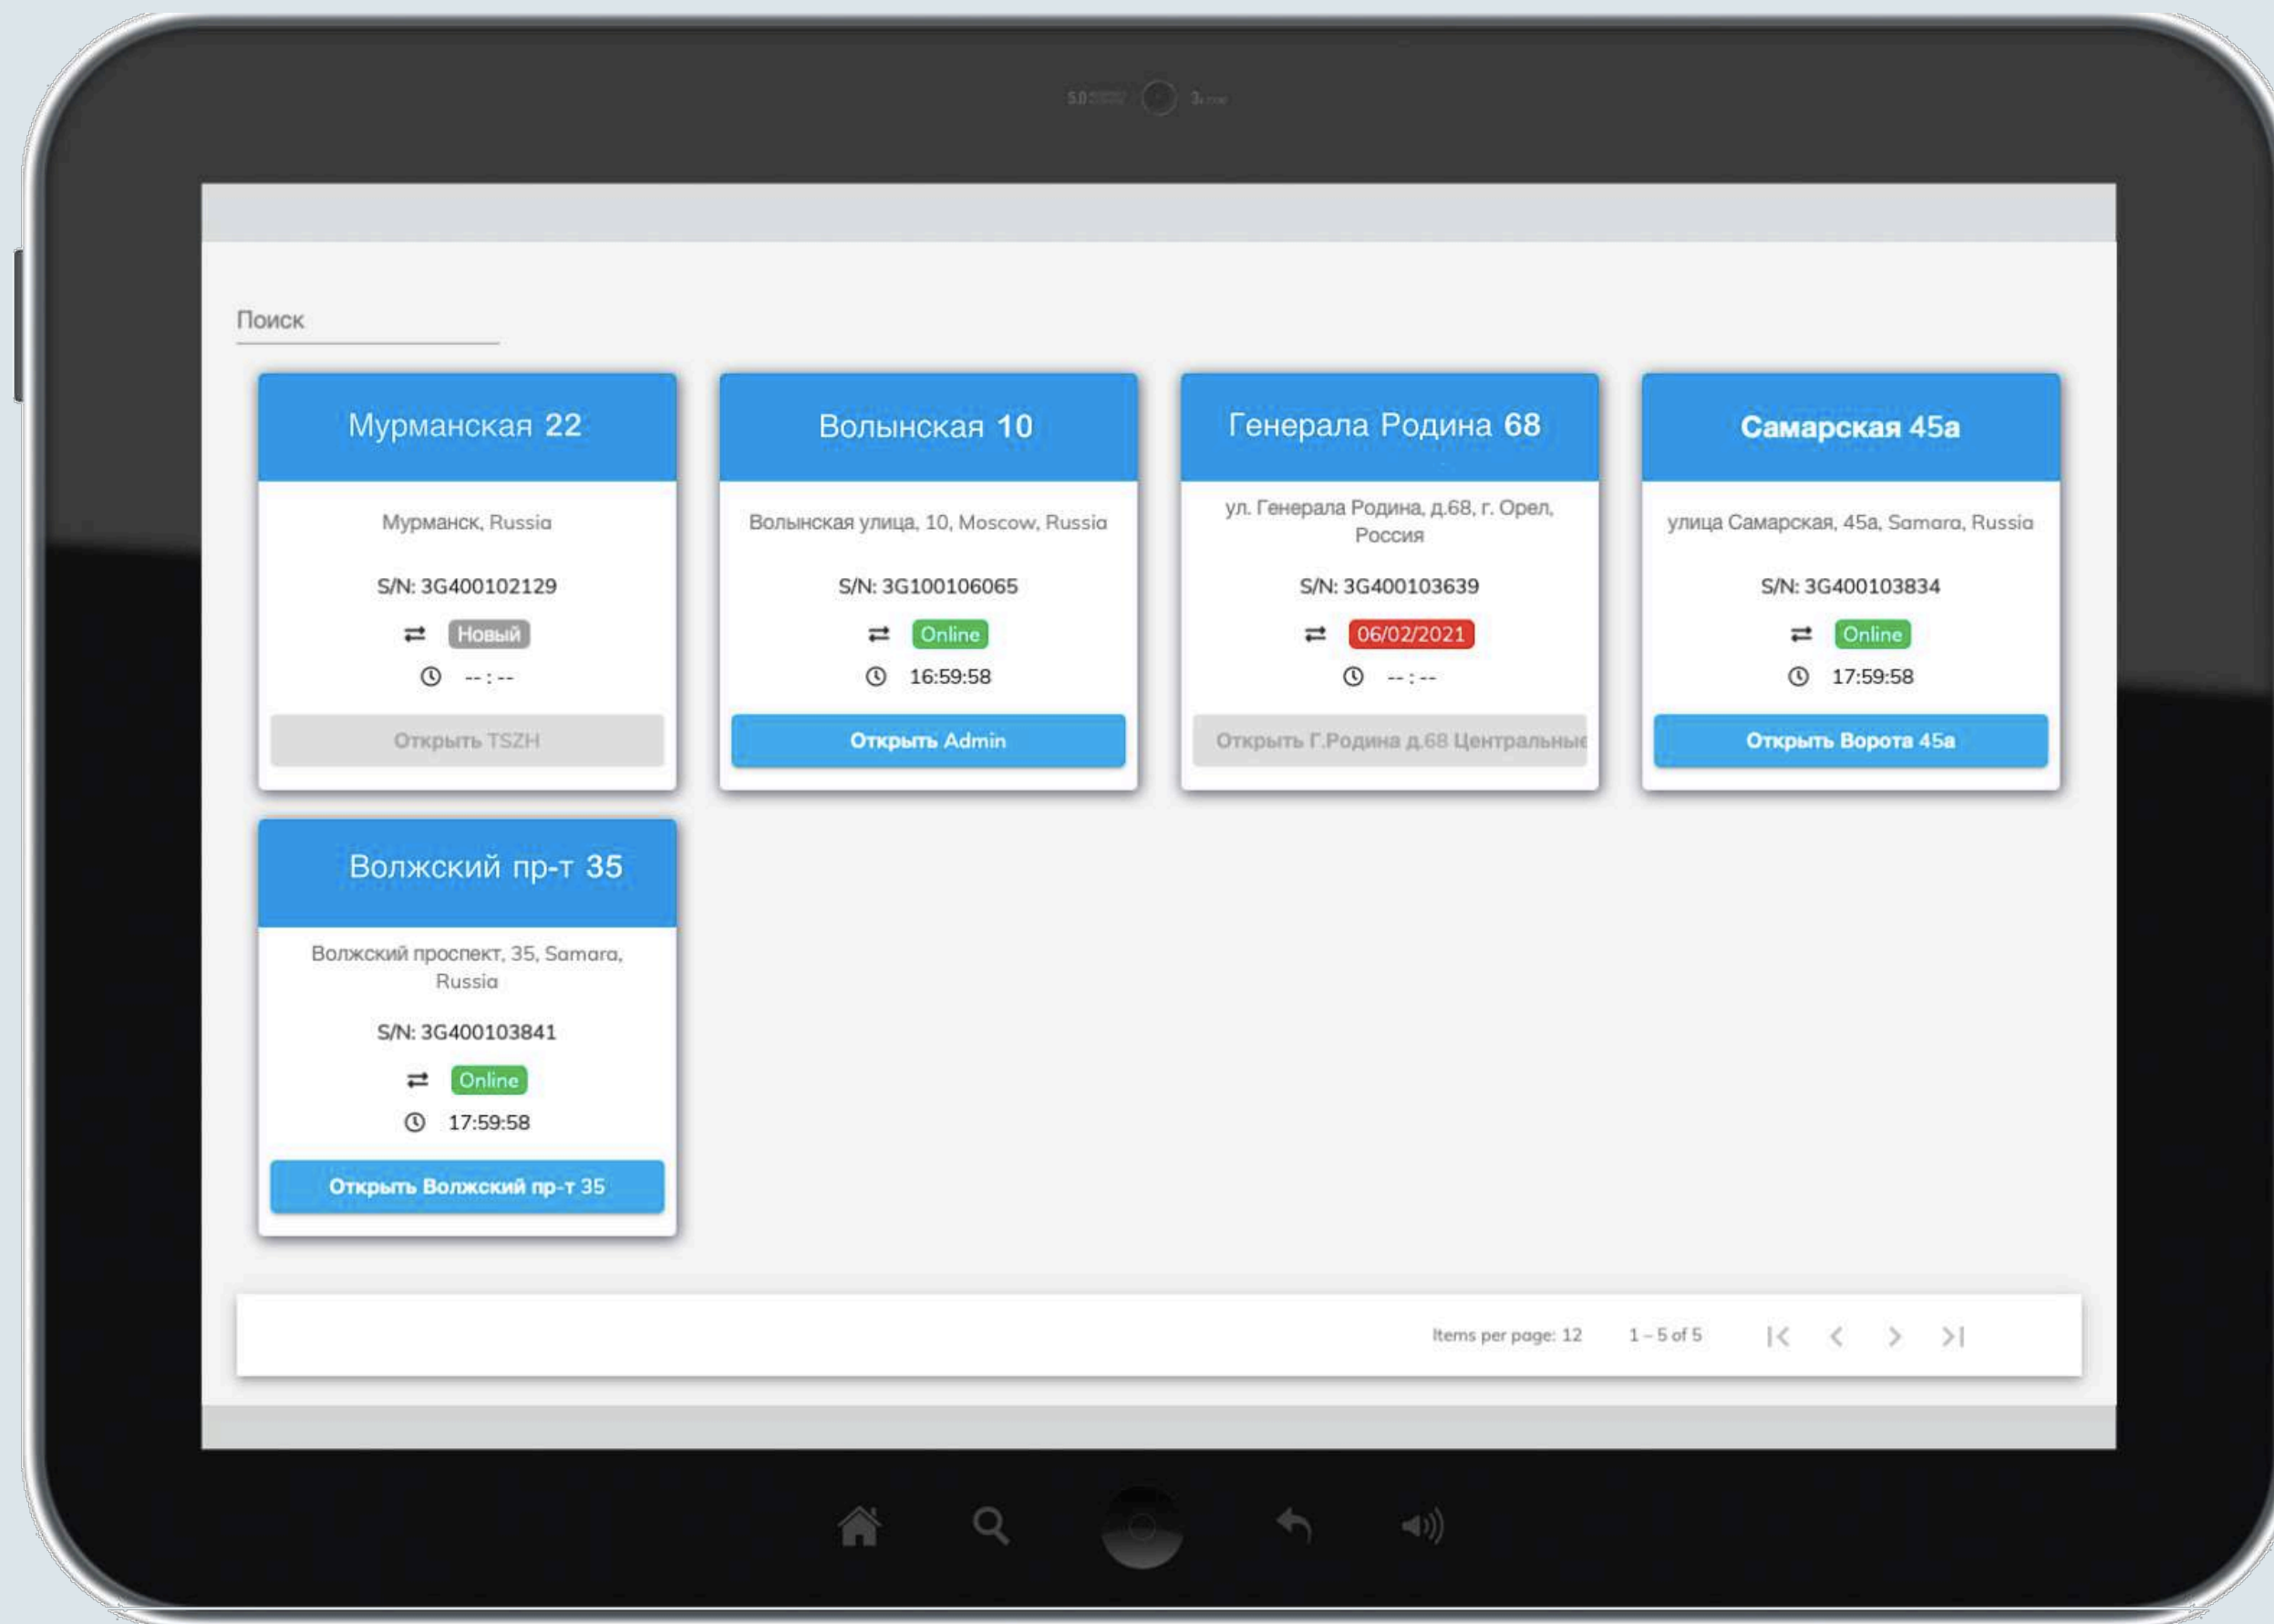 5.0
Поиск
Мурманская 22
Мурманск, Russia
S/N: 3G400102129
Новый
-- : --
Открыть TSZH
Волынская 10
Волынская улица, 10, Moscow, Russia
S/N: 3G100106065
Online
16:59:58
Открыть Admin
Генерала Родина 68
ул. Генерала Родина, д.68, г. Орел,
Россия
S/N: 3G400103639
06/02/2021
-- : --
Открыть Г.Родина д.68 Центральные
Самарская 45а
улица Самарская, 45а, Samara, Russia
S/N: 3G400103834
Online
17:59:58
Открыть Ворота 45а
Волжский пр-т 35
Волжский проспект, 35, Samara,
Russia
S/N: 3G400103841
Online
17:59:58
Открыть Волжский пр-т 35
Items per page: 12 1 – 5 of 5